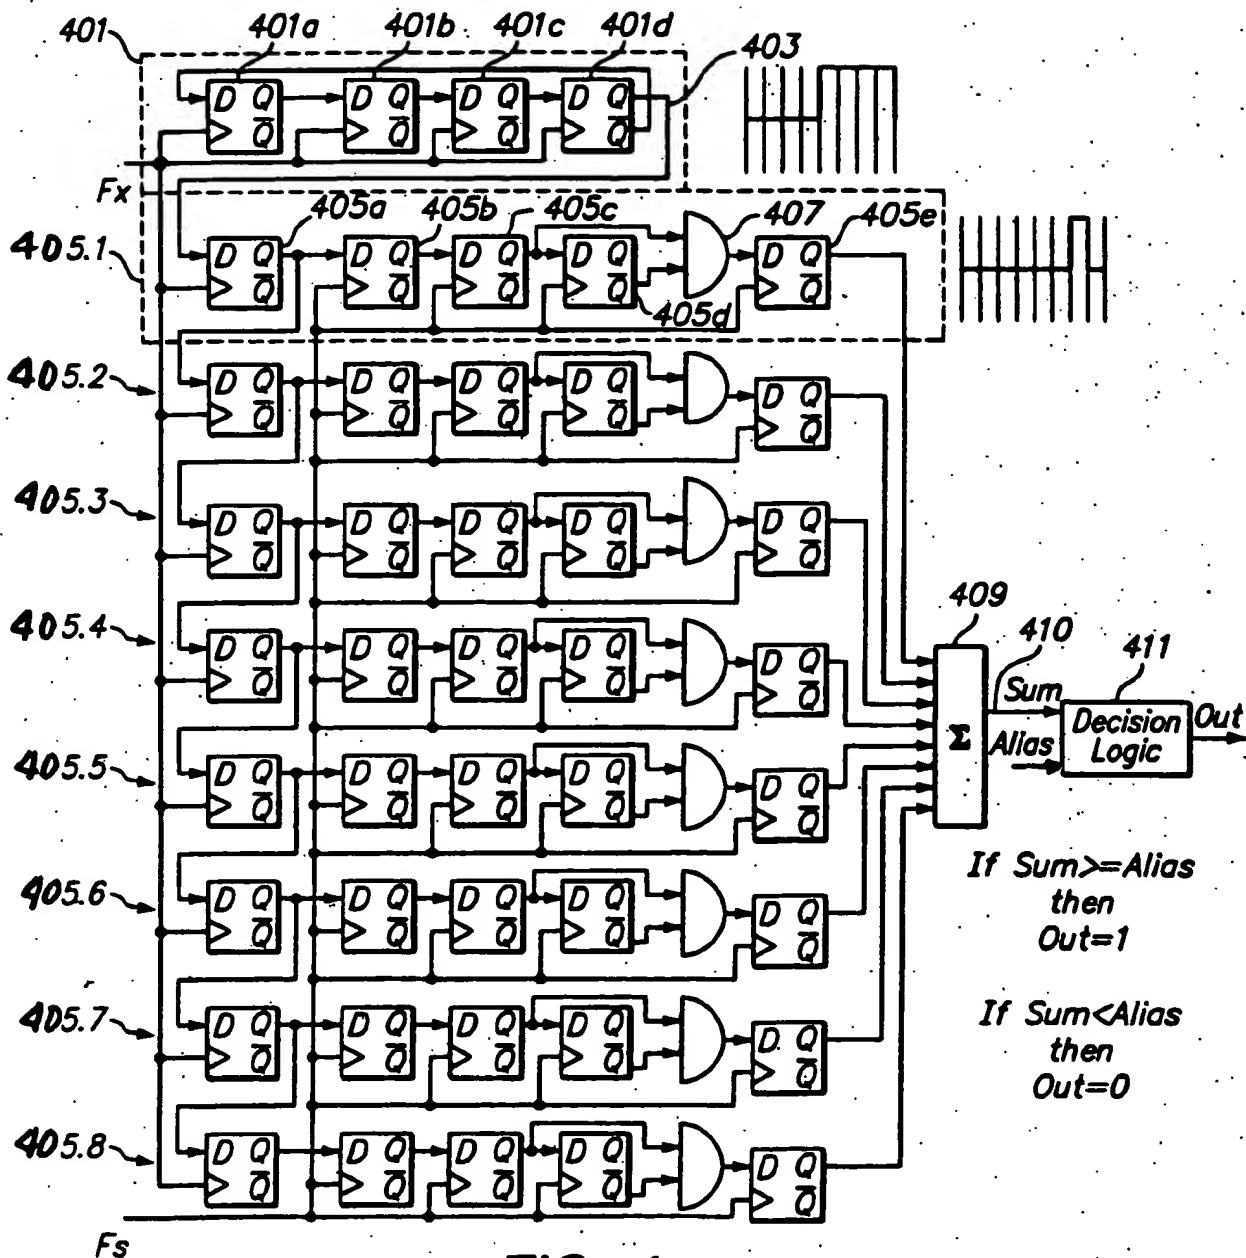 401 401a 401b 401c 401d 403
D Q D Q D Q D Q
Q̅ Q̅ Q̅ Q̅
Fx
405.1 405a 405b 405c 407 405e
D Q D Q D Q D Q D Q
Q̅ Q̅ Q̅ Q̅ Q̅
405d
405.2
D Q D Q D Q D Q D Q
Q̅ Q̅ Q̅ Q̅ Q̅
405.3
D Q D Q D Q D Q D Q
Q̅ Q̅ Q̅ Q̅ Q̅
405.4
D Q D Q D Q D Q D Q
Q̅ Q̅ Q̅ Q̅ Q̅
409
410
411
Sum
Σ
Alias
Decision
Logic
Out
405.5
D Q D Q D Q D Q D Q
Q̅ Q̅ Q̅ Q̅ Q̅
405.6
D Q D Q D Q D Q D Q
Q̅ Q̅ Q̅ Q̅ Q̅
If Sum>=Alias
then
Out=1
405.7
D Q D Q D Q D Q D Q
Q̅ Q̅ Q̅ Q̅ Q̅
If Sum<Alias
then
Out=0
405.8
D Q D Q D Q D Q D Q
Q̅ Q̅ Q̅ Q̅ Q̅
Fs